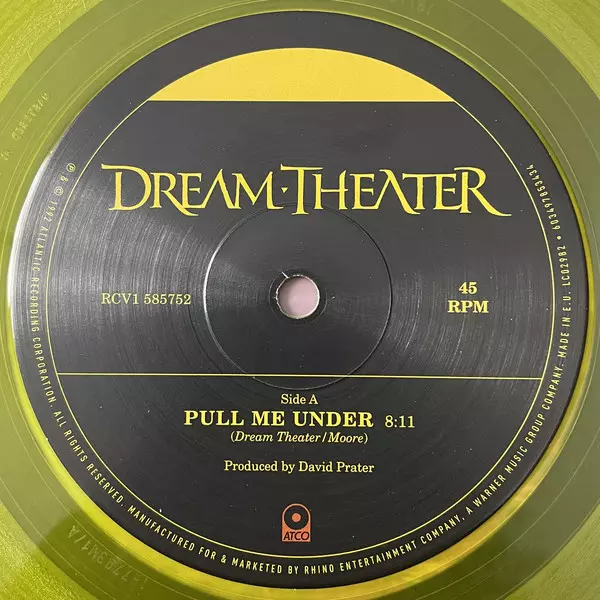 DREAM·THEATER
RCV1 585752
45
RPM
Side A
PULL ME UNDER 8:11
(Dream Theater/Moore)
Produced by David Prater
ATCO
℗ & © 1992 ATLANTIC RECORDING CORPORATION. ALL RIGHTS RESERVED. MANUFACTURED FOR & MARKETED BY RHINO ENTERTAINMENT COMPANY, A WARNER MUSIC GROUP COMPANY. MADE IN E.U. LC02982 • 603497853434